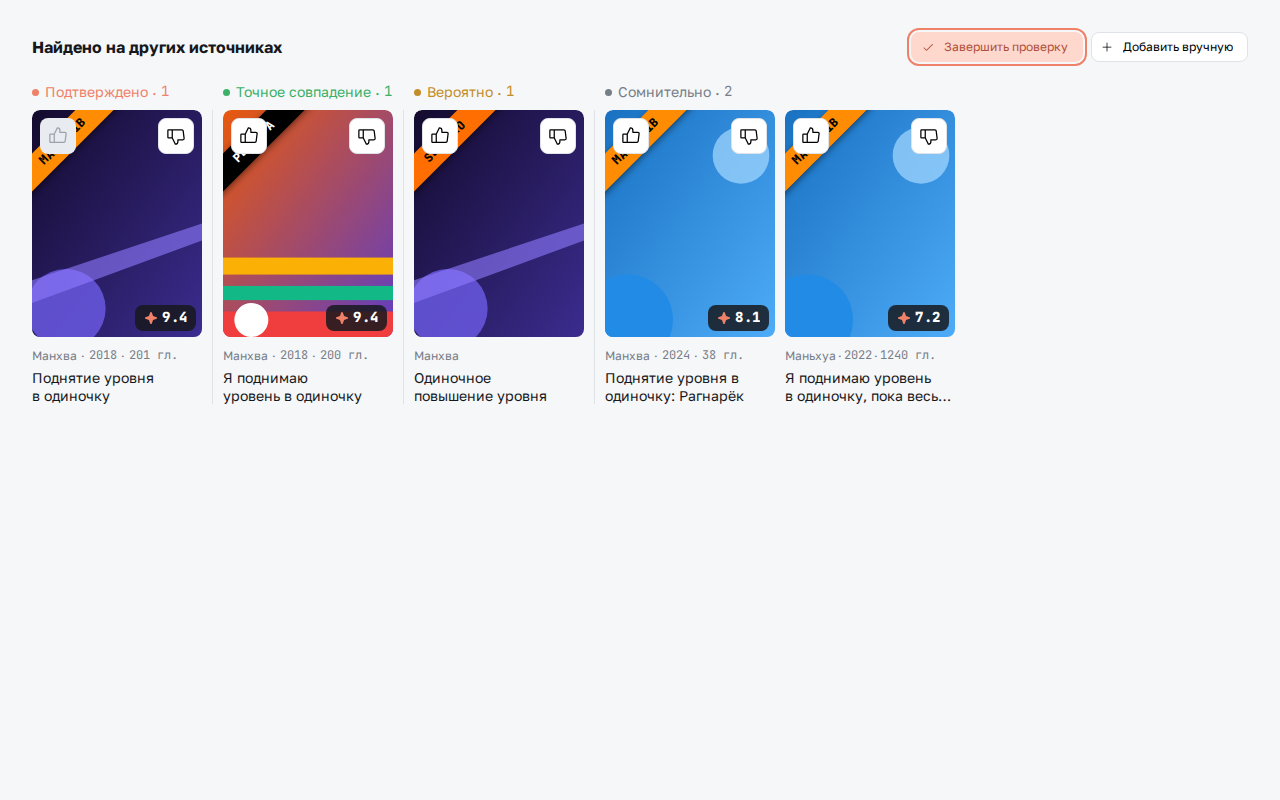 Найдено на других источниках
Завершить проверку
Добавить вручную
Подтверждено · 1
Точное совпадение · 1
Вероятно · 1
Сомнительно · 2
9.4
9.4
8.1
7.2
Манхва · 2018 · 201 гл.
Поднятие уровня
в одиночку
Манхва · 2018 · 200 гл.
Я поднимаю
уровень в одиночку
Манхва
Одиночное
повышение уровня
Манхва · 2024 · 38 гл.
Поднятие уровня в
одиночку: Рагнарёк
Маньхуа · 2022 · 1240 гл.
Я поднимаю уровень
в одиночку, пока весь...